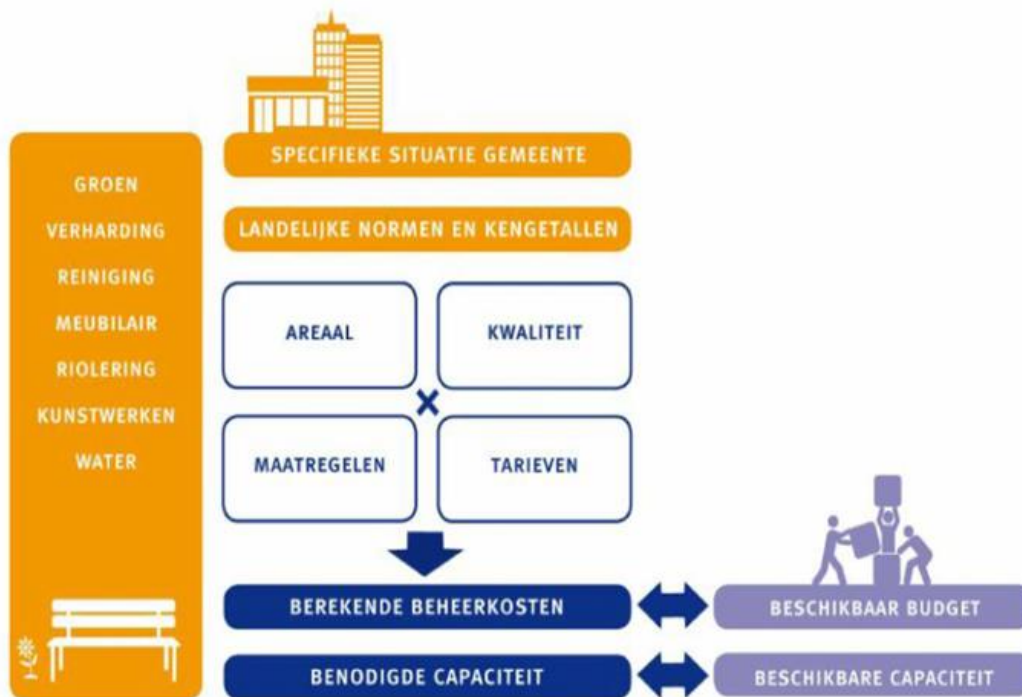 GROEN
VERHARDING
REINIGING
MEUBILAIR
RIOLERING
KUNSTWERKEN
WATER
SPECIFIEKE SITUATIE GEMEENTE
LANDELIJKE NORMEN EN KENGETALLEN
AREAAL
KWALITEIT
X
MAATREGELEN
TARIEVEN
BEREKENDE BEHEERKOSTEN
BESCHIKBAAR BUDGET
BENODIGDE CAPACITEIT
BESCHIKBARE CAPACITEIT